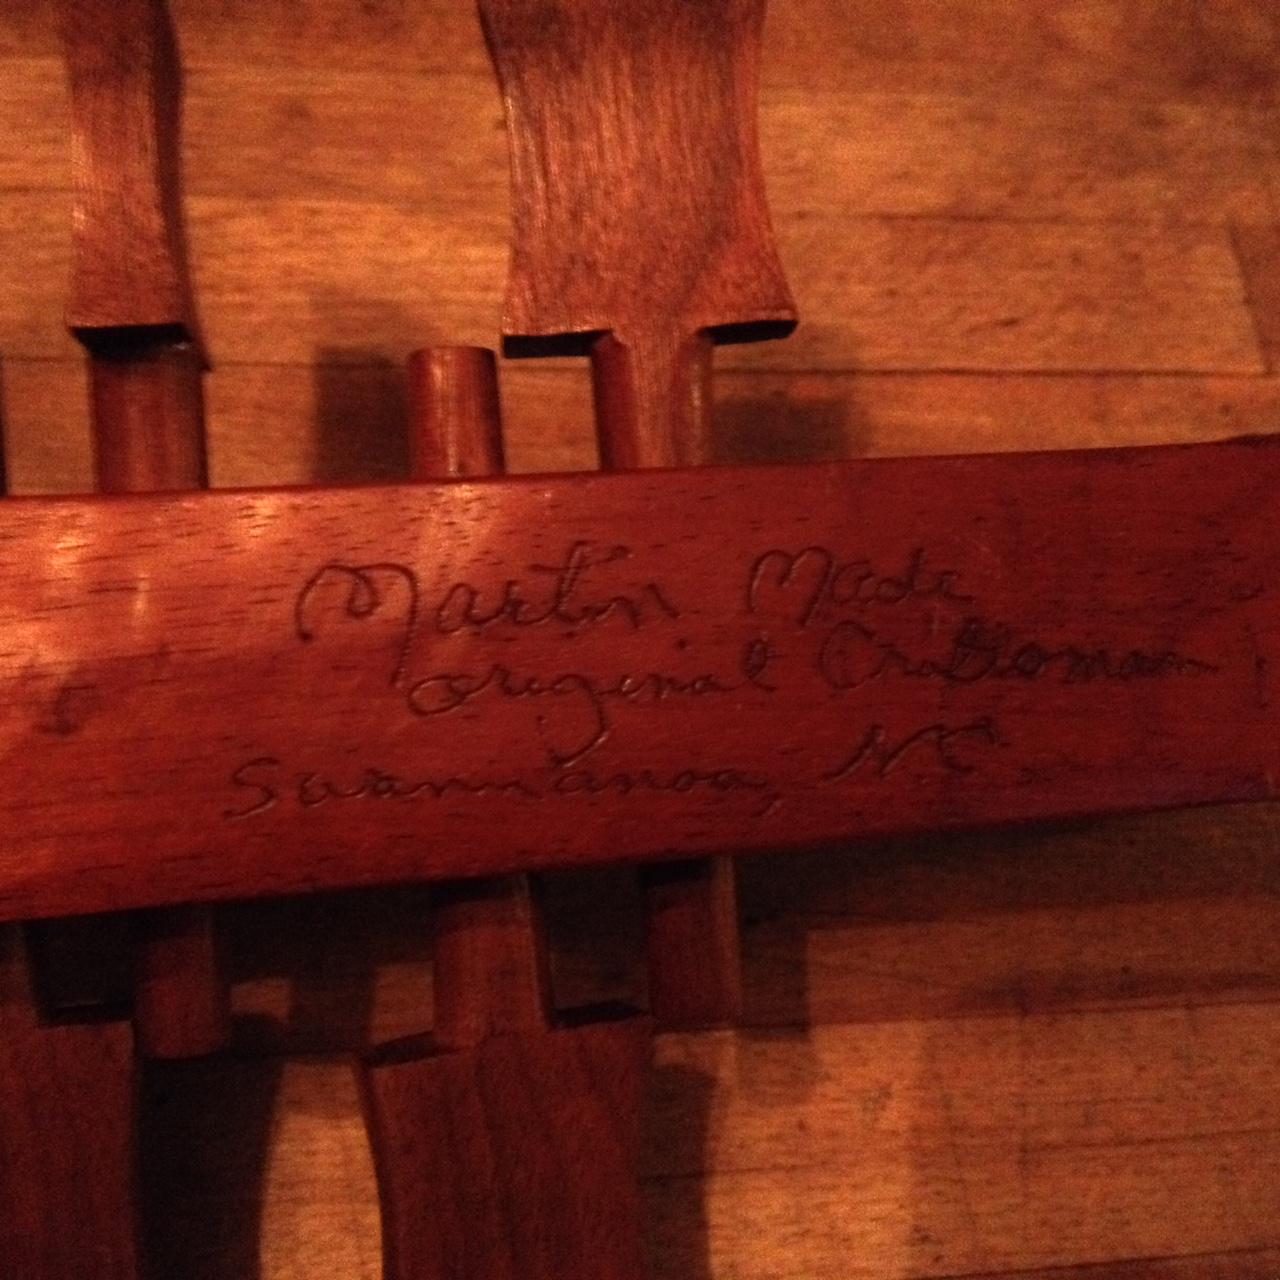 Martin Made
original Craftsman
Swannanoa, NC